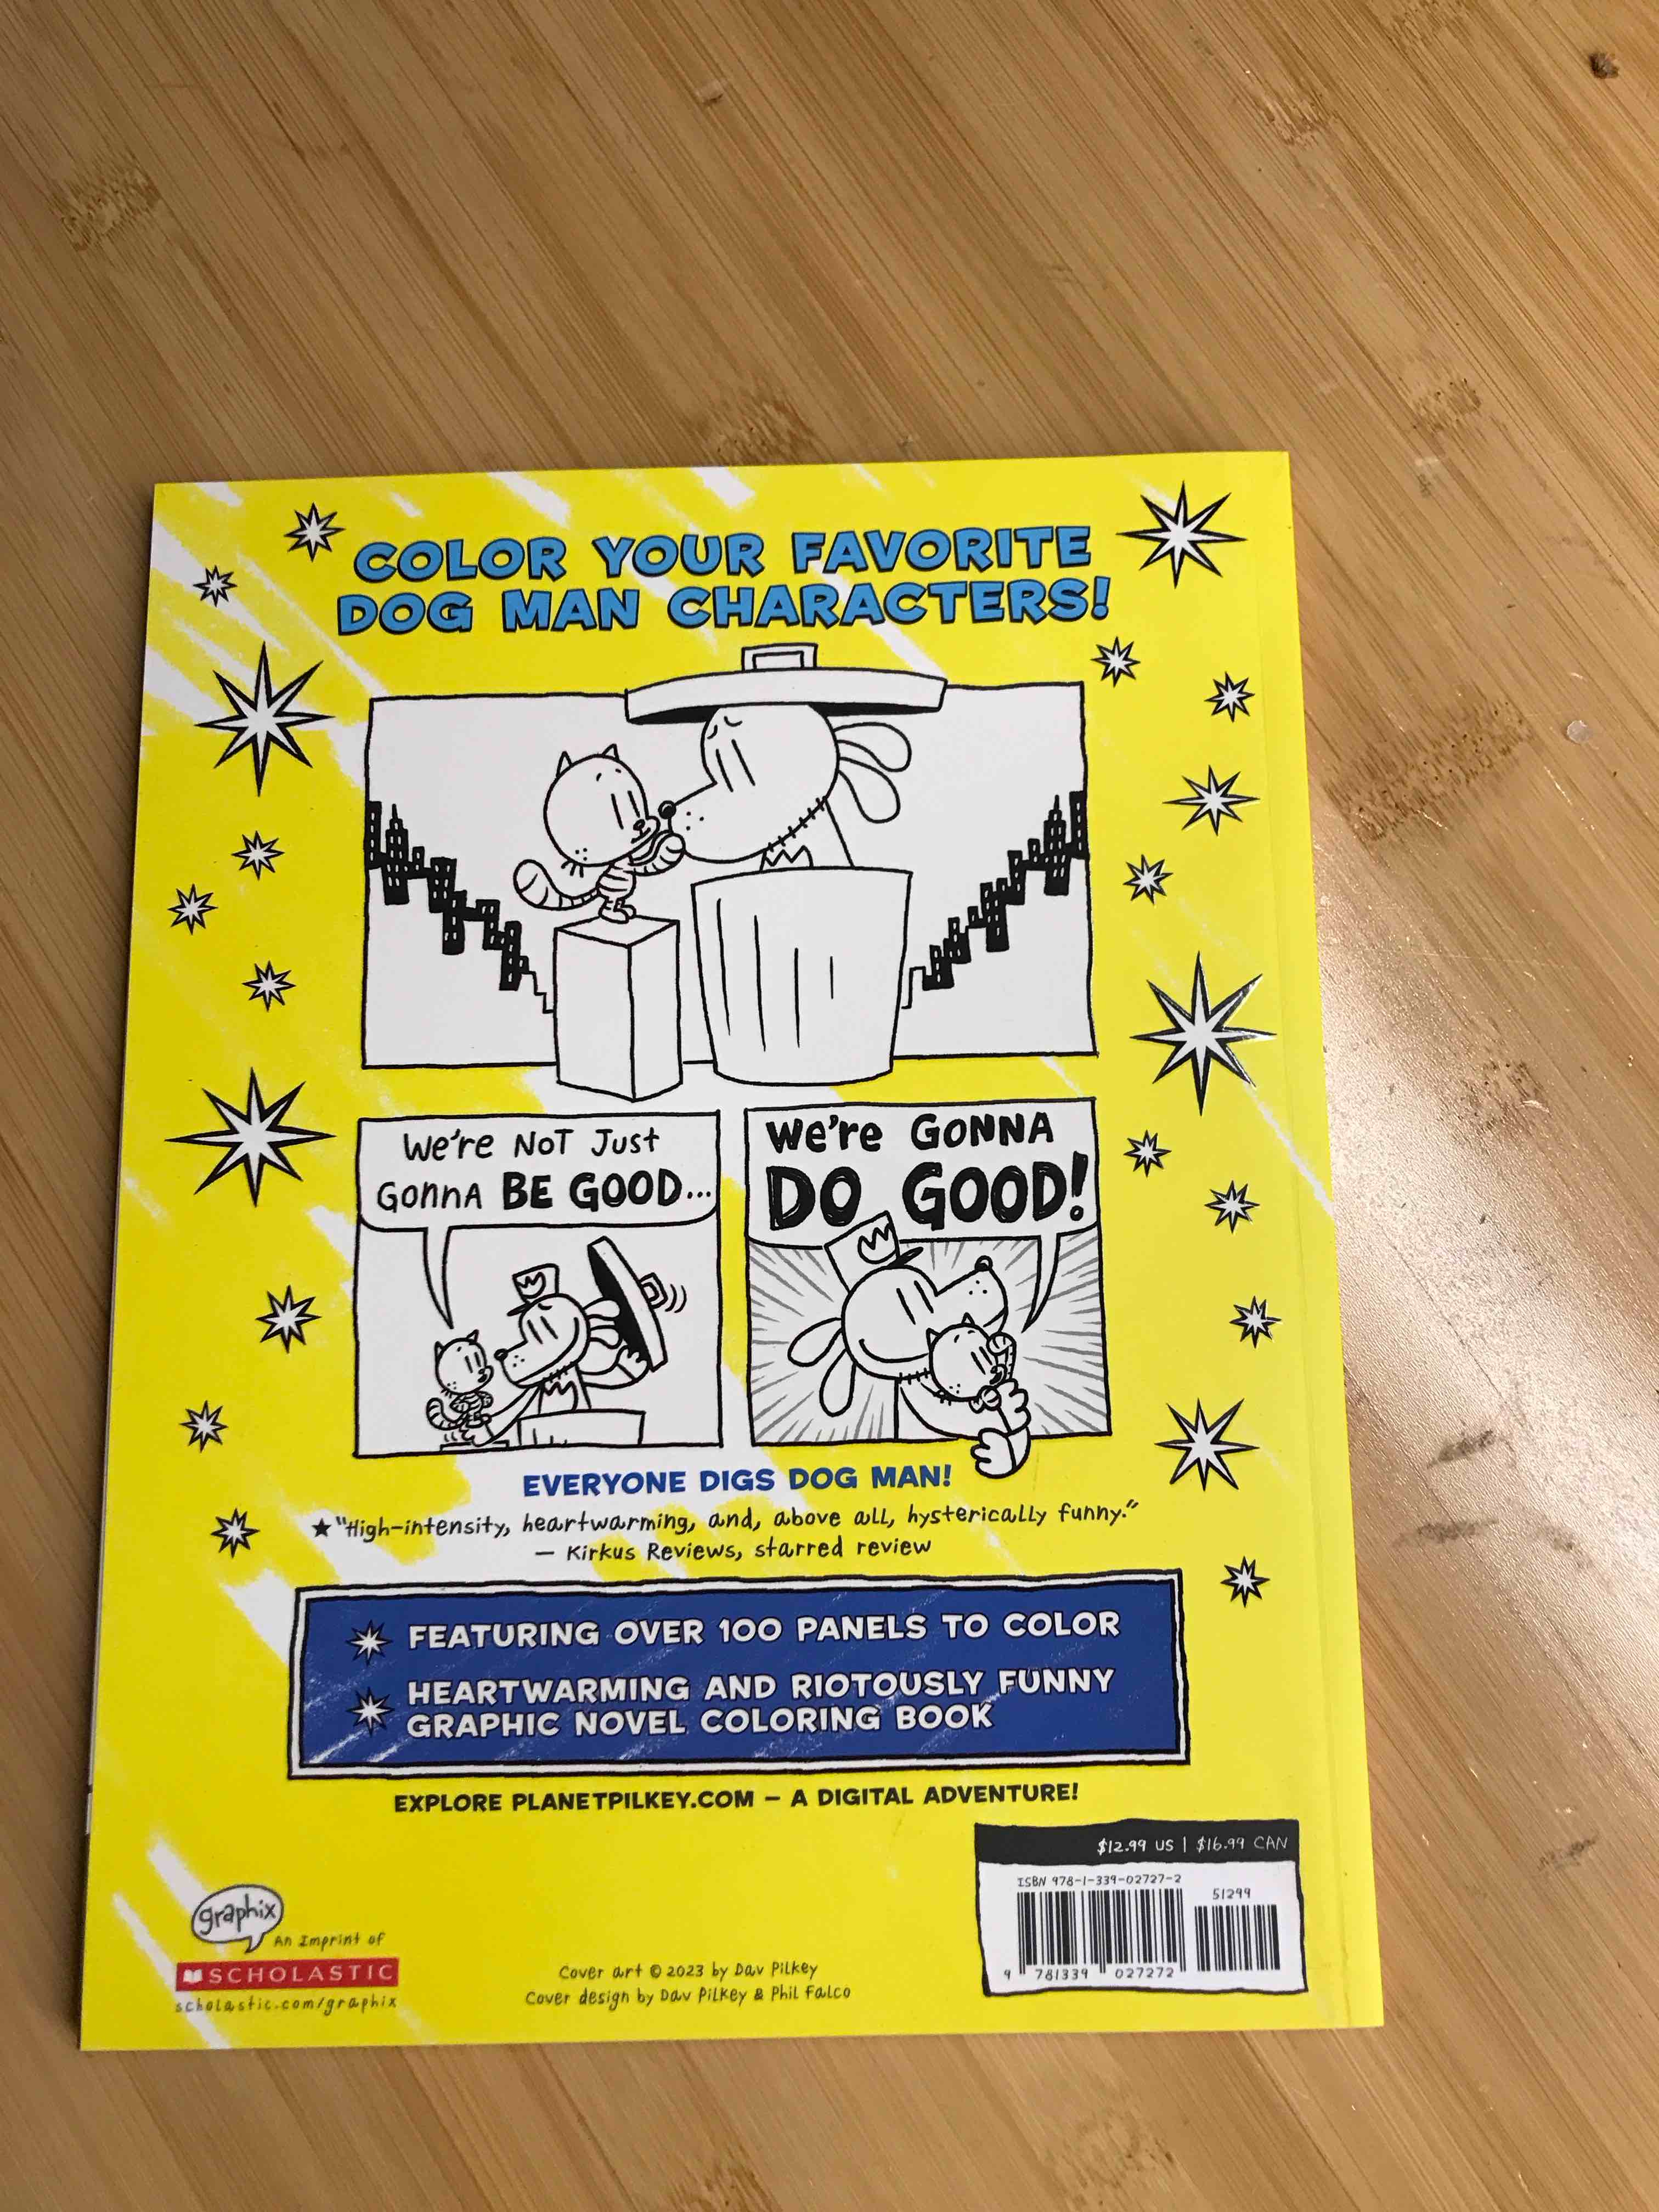 COLOR YOUR FAVORITE
DOG MAN CHARACTERS!
We're NOT Just
GonnA BE GOOD...
We're GONNA
DO GOOD!
EVERYONE DIGS DOG MAN!
★"High-intensity, heartwarming, and, above all, hysterically funny."
— Kirkus Reviews, starred review
FEATURING OVER 100 PANELS TO COLOR
HEARTWARMING AND RIOTOUSLY FUNNY
GRAPHIC NOVEL COLORING BOOK
EXPLORE PLANETPILKEY.COM – A DIGITAL ADVENTURE!
$12.99 US | $16.99 CAN
ISBN 978-1-339-02727-2
51299
9 781339 027272
graphix
An Imprint of
SCHOLASTIC
scholastic.com/graphix
Cover art © 2023 by Dav Pilkey
Cover design by Dav Pilkey & Phil Falco